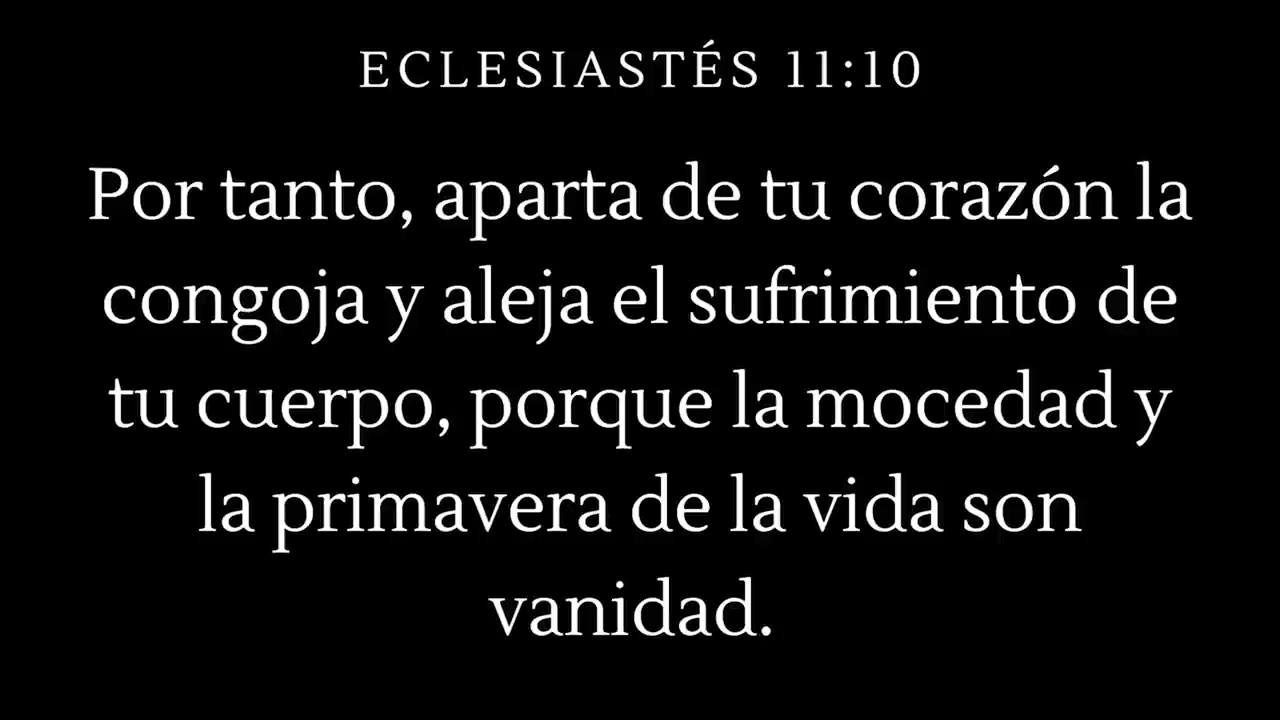 ECLESIASTÉS 11:10
Por tanto, aparta de tu corazón la
congoja y aleja el sufrimiento de
tu cuerpo, porque la mocedad y
la primavera de la vida son
vanidad.